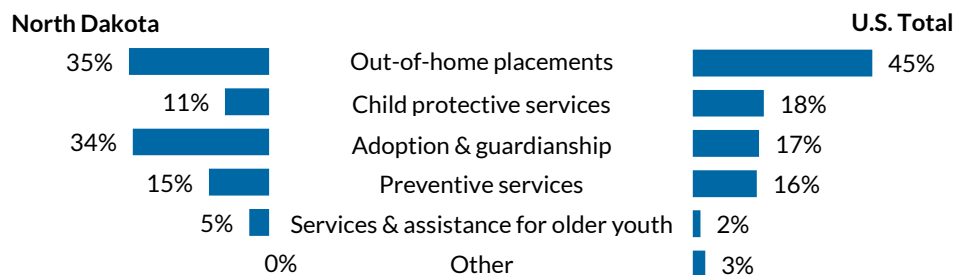 North Dakota U.S. Total
35% Out-of-home placements 45%
11% Child protective services 18%
34% Adoption & guardianship 17%
15% Preventive services 16%
5% Services & assistance for older youth 2%
0% Other 3%